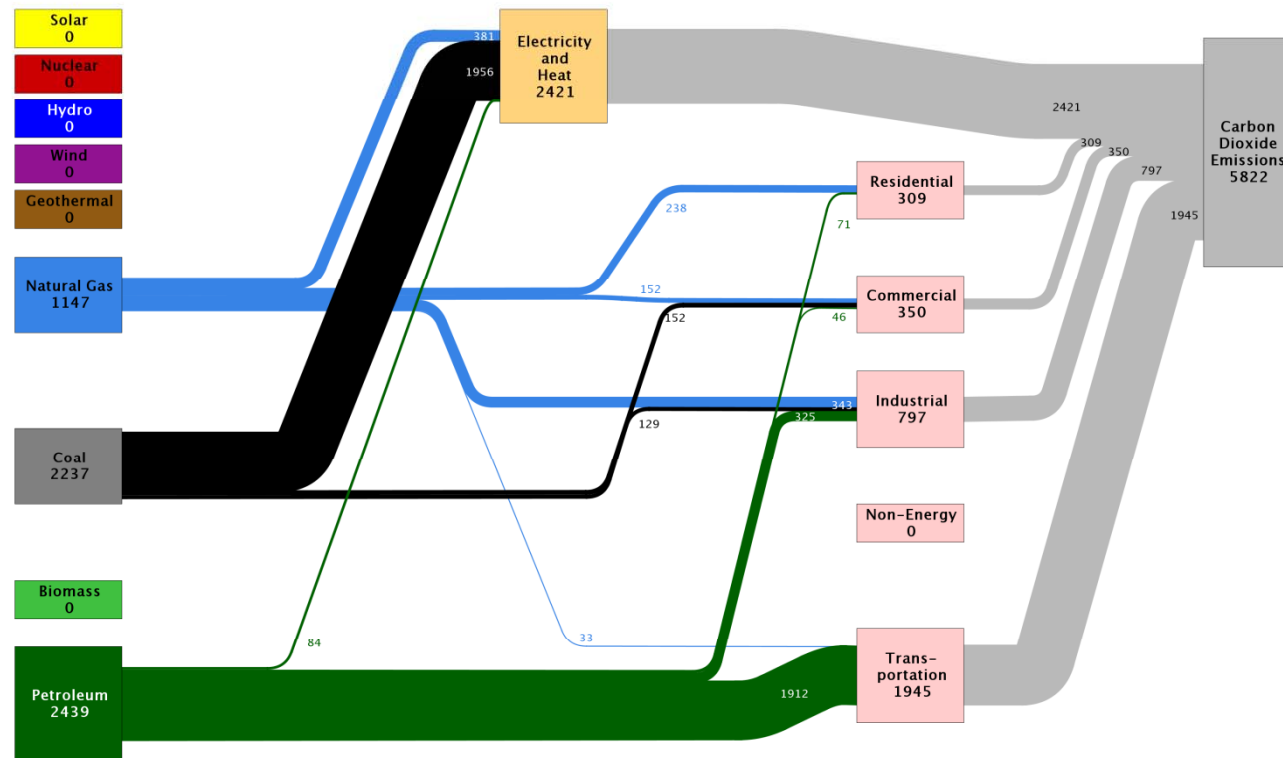 Solar
0
Nuclear
0
Hydro
0
Wind
0
Geothermal
0
Natural Gas
1147
Coal
2237
Biomass
0
Petroleum
2439
381
1956
Electricity
and
Heat
2421
84
238
152
152
129
33
71
46
343
325
1912
Residential
309
Commercial
350
Industrial
797
Non-Energy
0
Trans-
portation
1945
2421
309
350
797
1945
Carbon
Dioxide
Emissions
5822